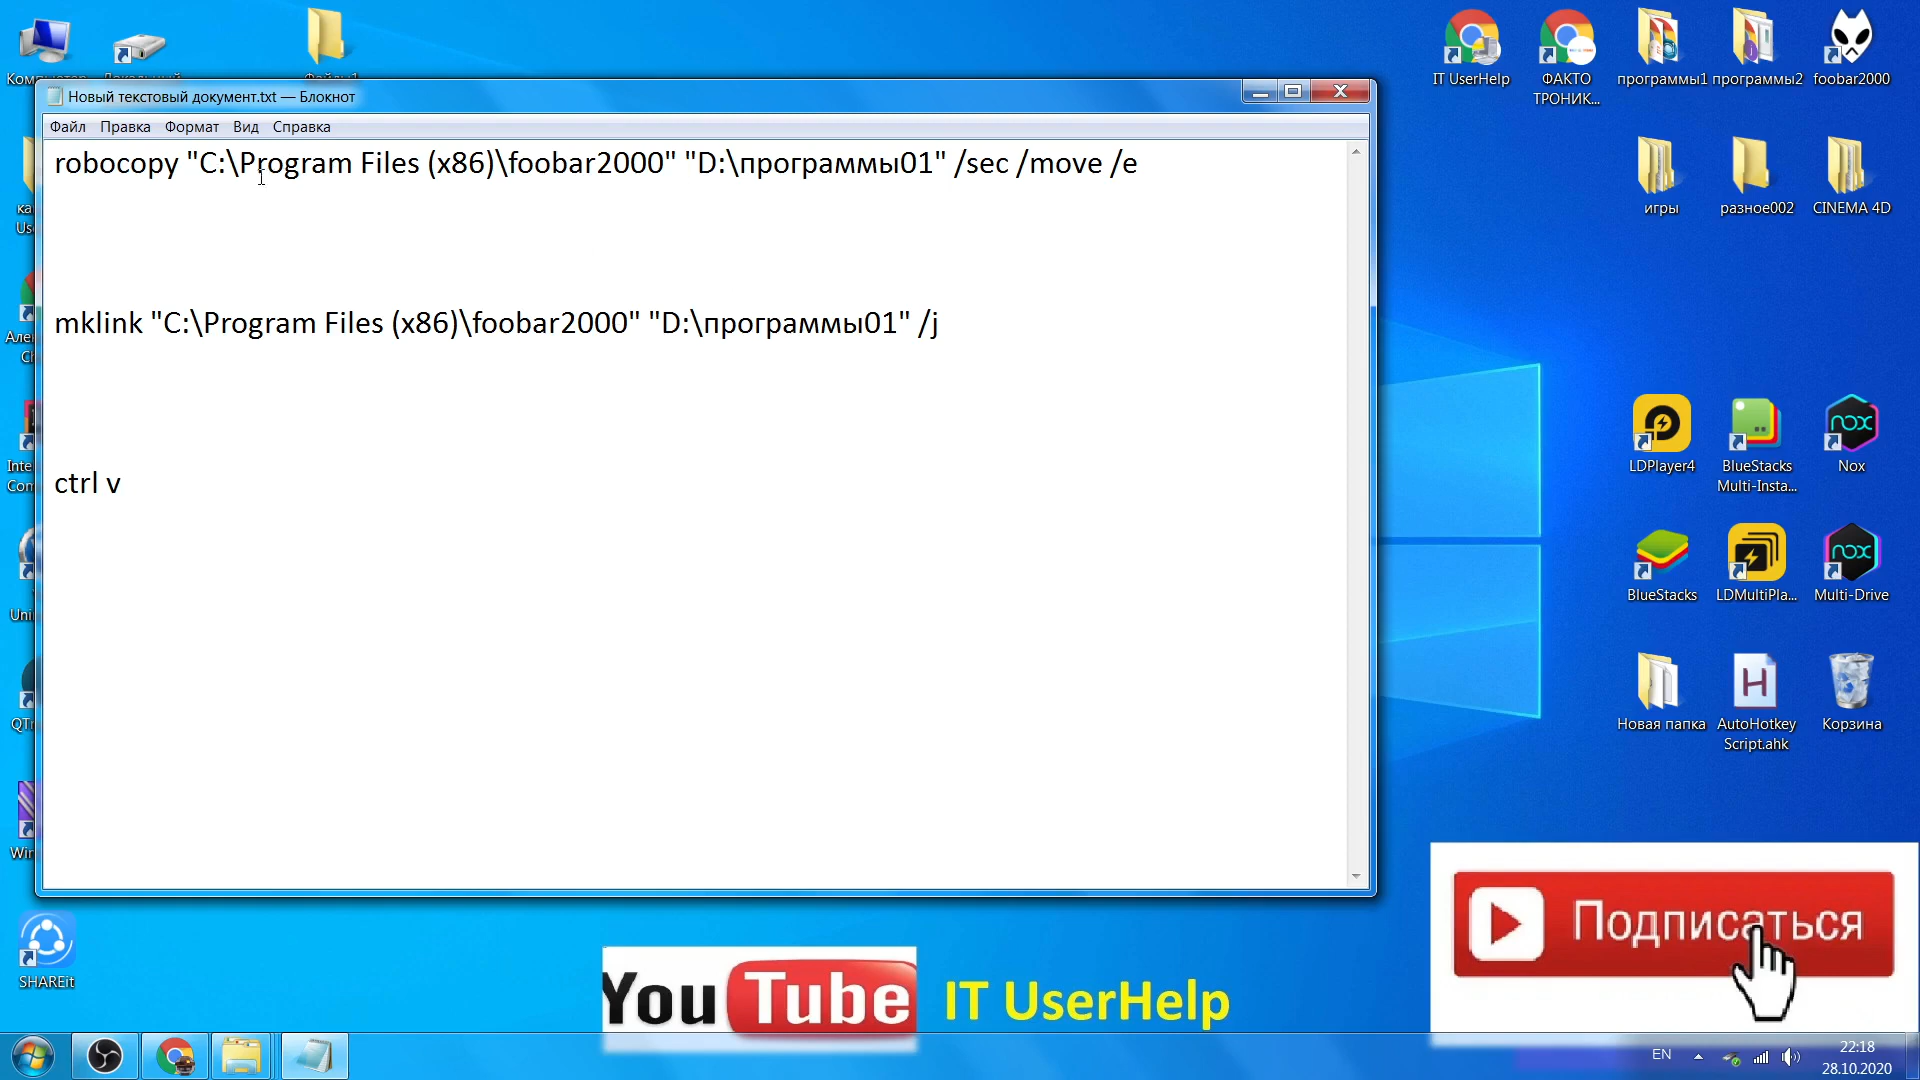 IT UserHelp
ФАКТО
ТРОНИК...
программы1
программы2
foobar2000
Новый текстовый документ.txt — Блокнот
Файл Правка Формат Вид Справка
robocopy "C:\Program Files (x86)\foobar2000" "D:\программы01" /sec /move /e
mklink "C:\Program Files (x86)\foobar2000" "D:\программы01" /j
ctrl v
игры
разное002
CINEMA 4D
LDPlayer4
BlueStacks
Multi-Insta...
Nox
BlueStacks
LDMultiPla...
Multi-Drive
Новая папка
AutoHotkey
Script.ahk
Корзина
SHAREit
YouTube
IT UserHelp
Подписаться
EN
22:18
28.10.2020